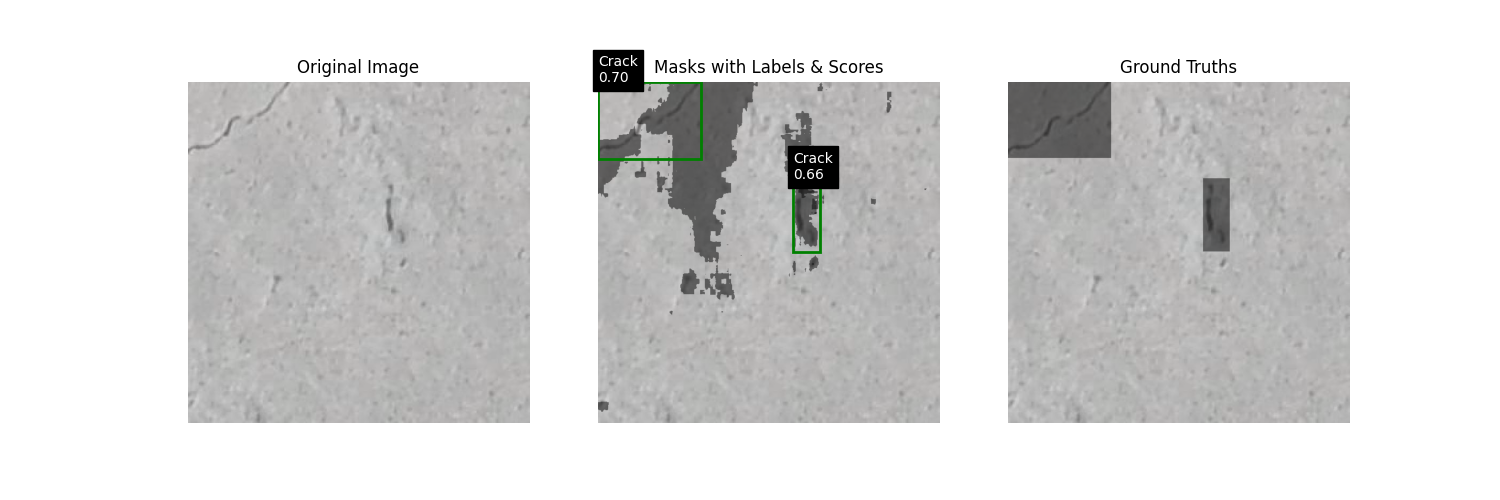 Original Image
Masks with Labels & Scores
Ground Truths
Crack
0.70
Crack
0.66